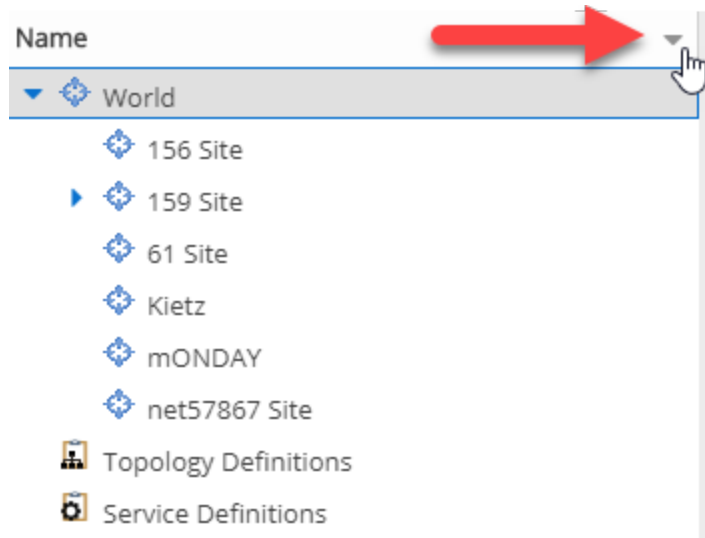 Name
World
156 Site
159 Site
61 Site
Kietz
mONDAY
net57867 Site
Topology Definitions
Service Definitions